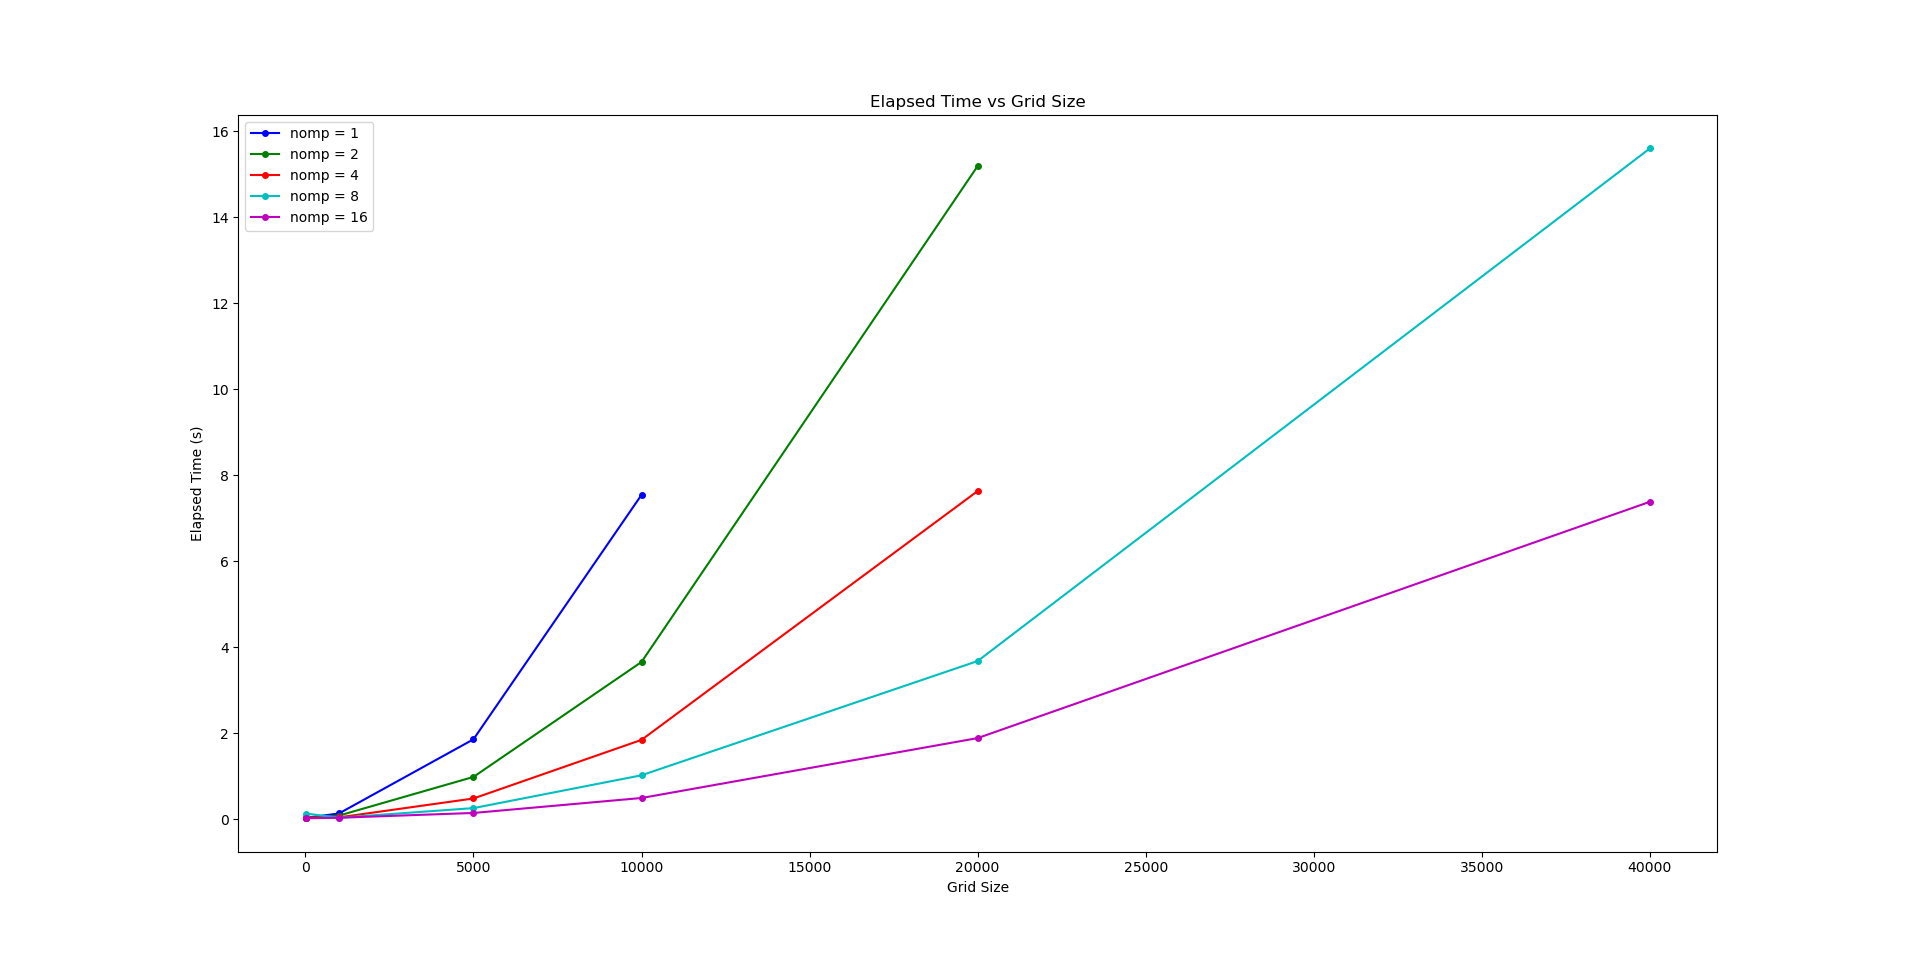 Elapsed Time vs Grid Size
nomp = 1
nomp = 2
nomp = 4
nomp = 8
nomp = 16
Elapsed Time (s)
16
14
12
10
8
6
4
2
0
0 5000 10000 15000 20000 25000 30000 35000 40000
Grid Size